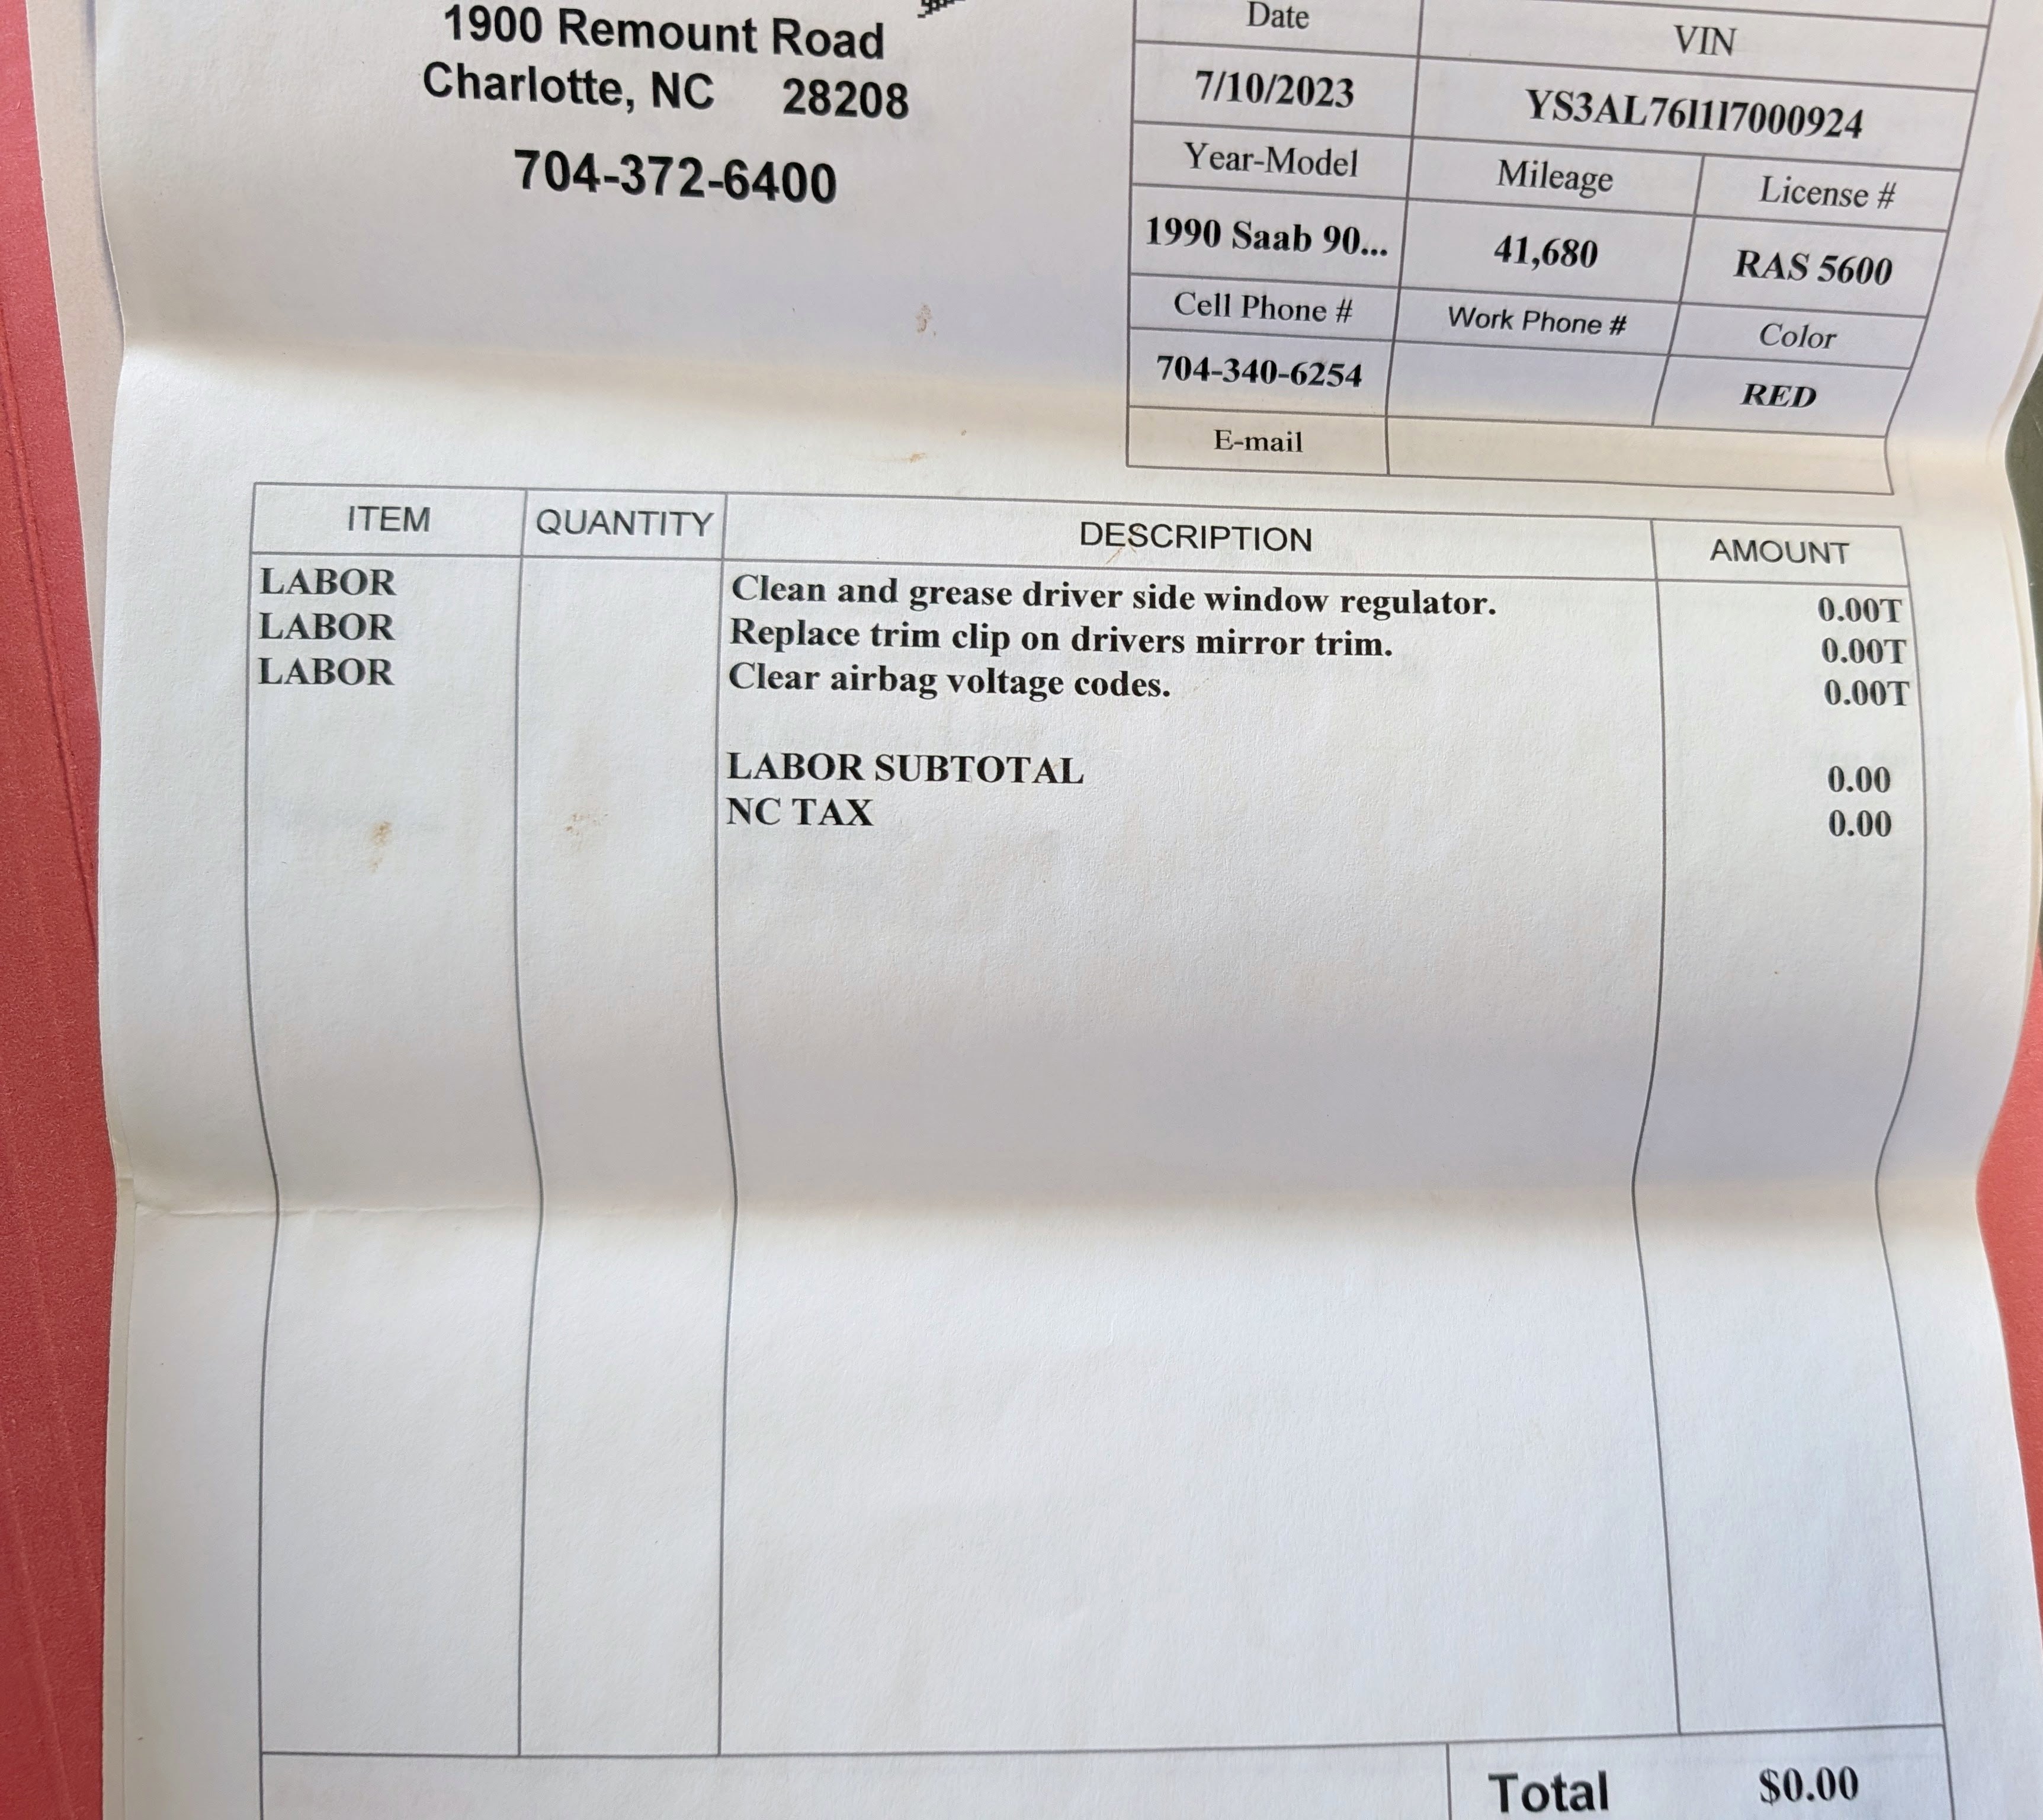 1900 Remount Road
Charlotte, NC 28208
704-372-6400
Date VIN
7/10/2023 YS3AL76l1l7000924
Year-Model Mileage License #
1990 Saab 90... 41,680 RAS 5600
Cell Phone # Work Phone # Color
704-340-6254 RED
E-mail
ITEM QUANTITY DESCRIPTION AMOUNT
LABOR Clean and grease driver side window regulator. 0.00T
LABOR Replace trim clip on drivers mirror trim. 0.00T
LABOR Clear airbag voltage codes. 0.00T
LABOR SUBTOTAL 0.00
NC TAX 0.00
Total $0.00